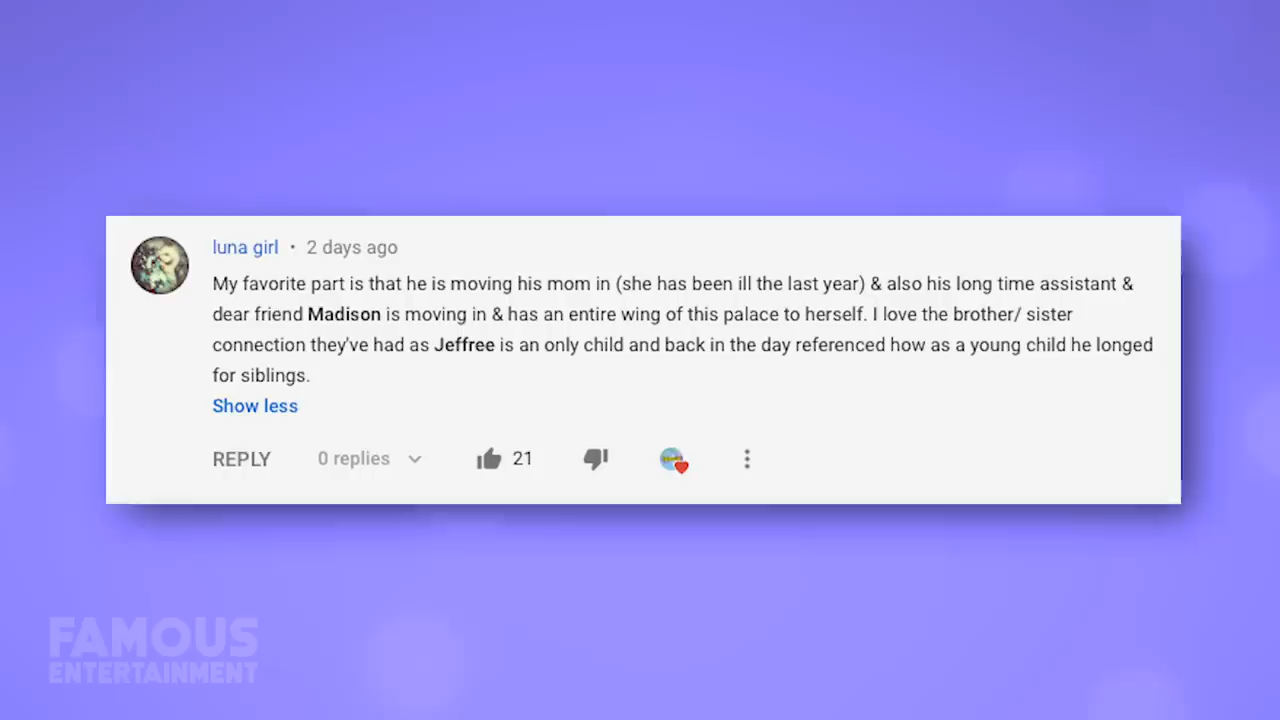 luna girl • 2 days ago
My favorite part is that he is moving his mom in (she has been ill the last year) & also his long time assistant &
dear friend Madison is moving in & has an entire wing of this palace to herself. I love the brother/ sister
connection they've had as Jeffree is an only child and back in the day referenced how as a young child he longed
for siblings.
Show less
REPLY 0 replies 21
FAMOUS
ENTERTAINMENT